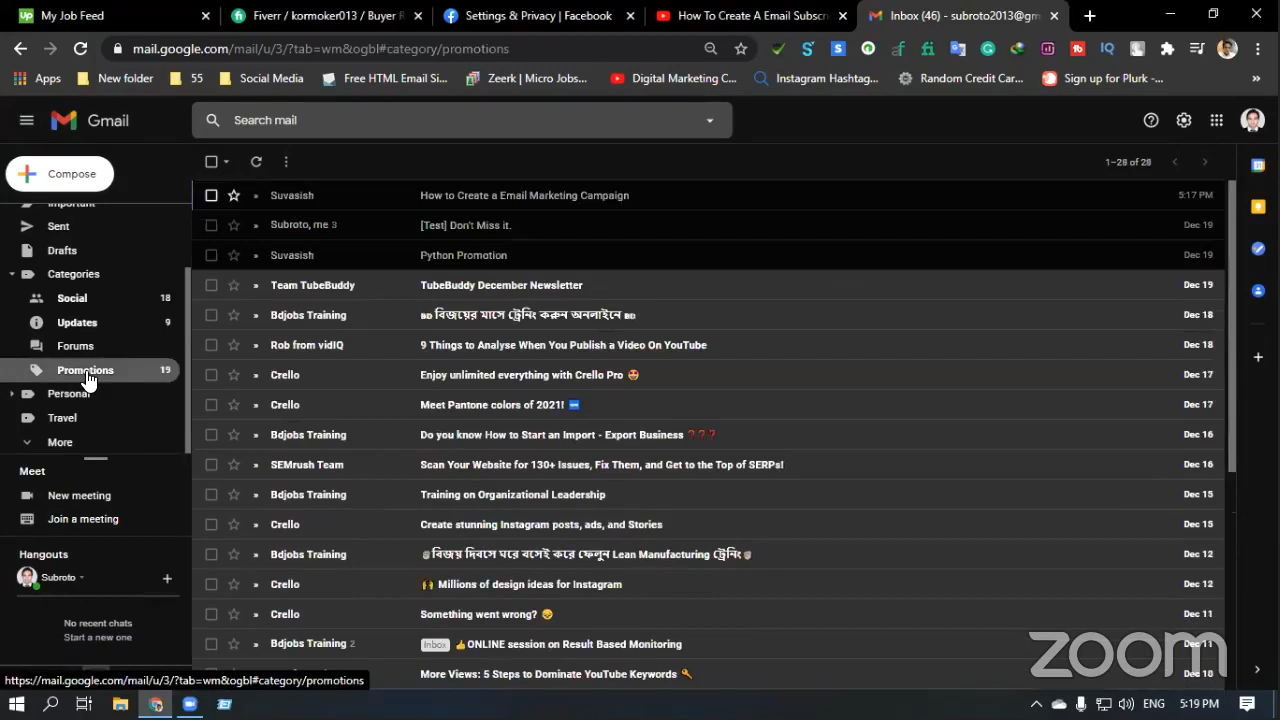 My Job Feed
Fiverr / kormoker013 / Buyer R
Settings & Privacy | Facebook
How To Create A Email Subscr
Inbox (46) - subroto2013@gm
mail.google.com/mail/u/3/?tab=wm&ogbl#category/promotions
Apps
New folder
55
Social Media
Free HTML Email Si...
Zeerk | Micro Jobs...
Digital Marketing C...
Instagram Hashtag...
Random Credit Car...
Sign up for Plurk -...
Gmail
Search mail
Compose
1–28 of 28
Important
Sent
Drafts
Categories
Social 18
Updates 9
Forums
Promotions 19
Personal
Travel
More
Meet
New meeting
Join a meeting
Hangouts
Subroto
No recent chats
Start a new one
Suvasish How to Create a Email Marketing Campaign 5:17 PM
Subroto, me 3 [Test] Don't Miss it. Dec 19
Suvasish Python Promotion Dec 19
Team TubeBuddy TubeBuddy December Newsletter Dec 19
Bdjobs Training BD বিজয়ের মাসে ট্রেনিং করুন অনলাইনে BD Dec 18
Rob from vidIQ 9 Things to Analyse When You Publish a Video On YouTube Dec 18
Crello Enjoy unlimited everything with Crello Pro 🤩 Dec 17
Crello Meet Pantone colors of 2021! Dec 17
Bdjobs Training Do you know How to Start an Import - Export Business ❓❓❓ Dec 16
SEMrush Team Scan Your Website for 130+ Issues, Fix Them, and Get to the Top of SERPs! Dec 16
Bdjobs Training Training on Organizational Leadership Dec 15
Crello Create stunning Instagram posts, ads, and Stories Dec 15
Bdjobs Training ✊বিজয় দিবসে ঘরে বসেই করে ফেলুন Lean Manufacturing ট্রেনিং✊ Dec 12
Crello 🙌 Millions of design ideas for Instagram Dec 12
Crello Something went wrong? Dec 11
Bdjobs Training 2 Inbox 👍ONLINE session on Result Based Monitoring Dec 11
More Views: 5 Steps to Dominate YouTube Keywords 🔑 Dec 10
zoom
https://mail.google.com/mail/u/3/?tab=wm&ogbl#category/promotions
ENG 5:19 PM